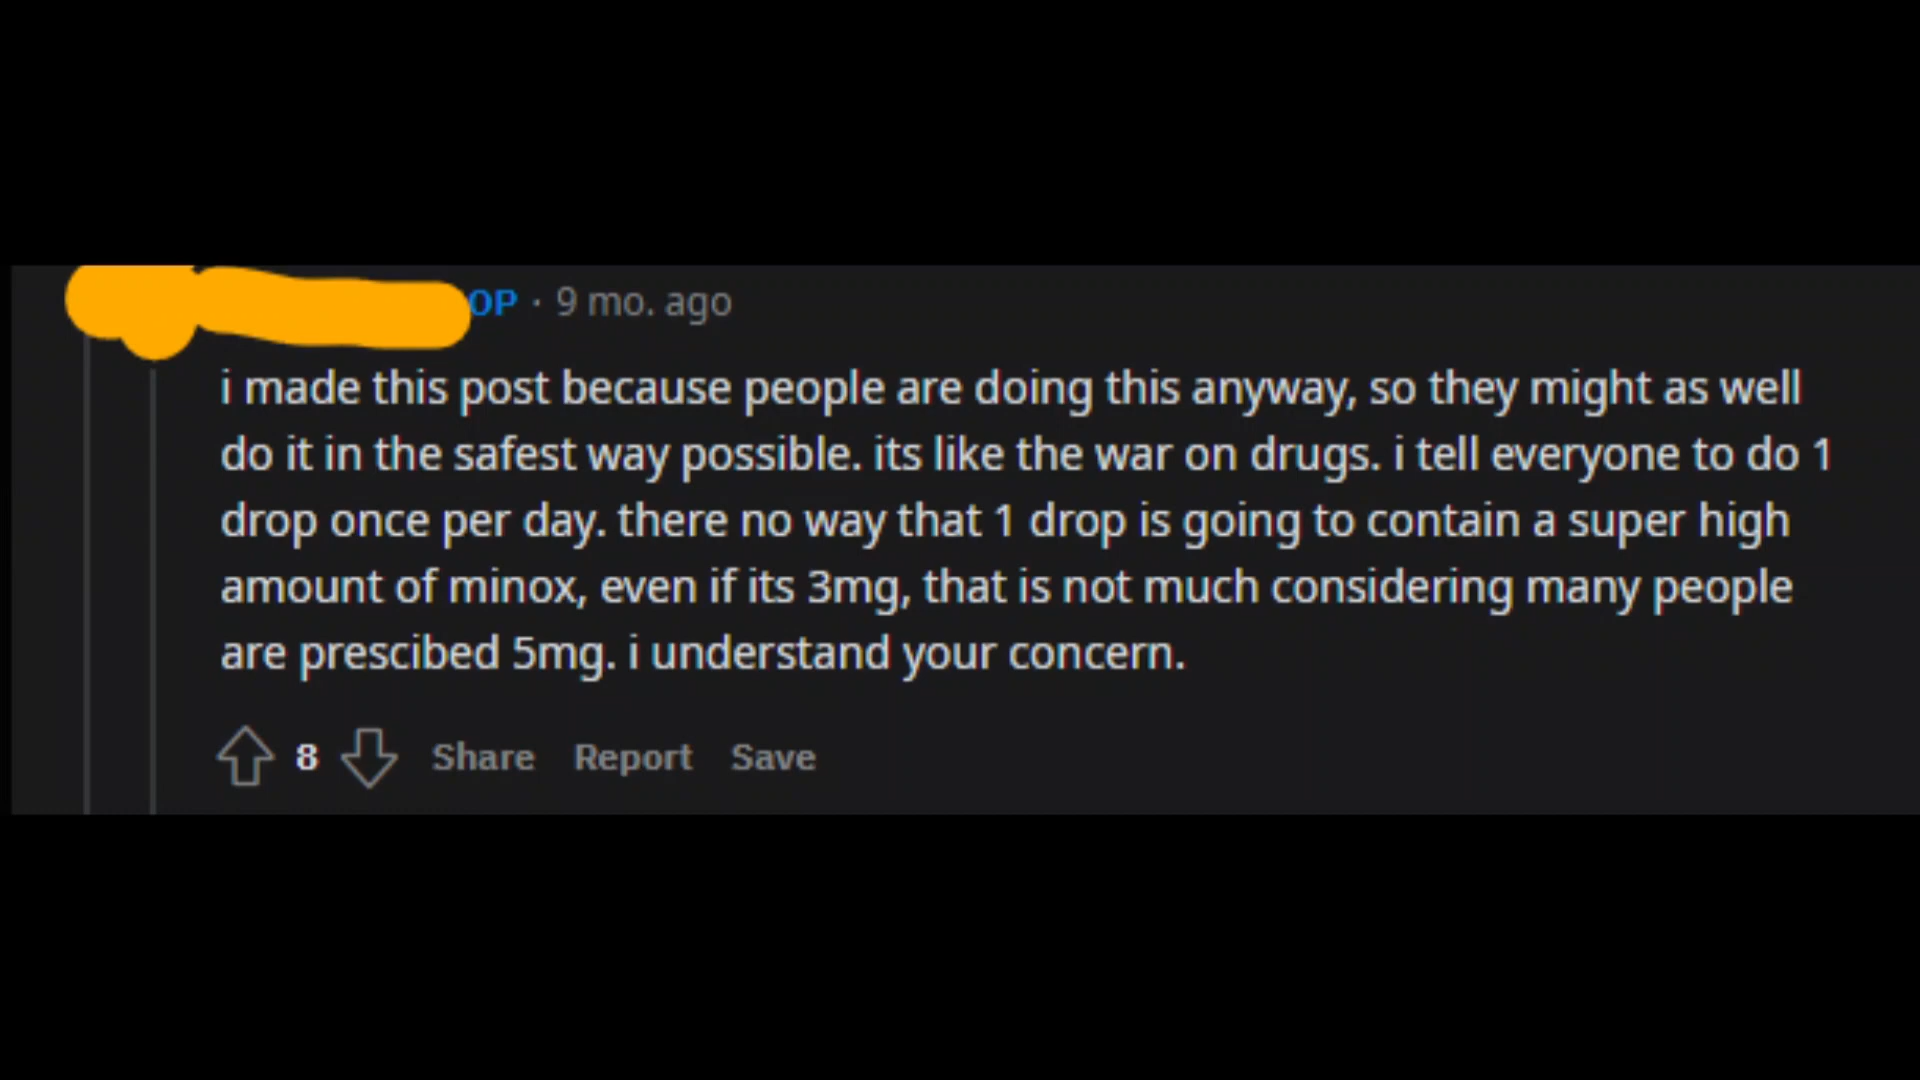 OP · 9 mo. ago
i made this post because people are doing this anyway, so they might as well
do it in the safest way possible. its like the war on drugs. i tell everyone to do 1
drop once per day. there no way that 1 drop is going to contain a super high
amount of minox, even if its 3mg, that is not much considering many people
are prescibed 5mg. i understand your concern.
8 Share Report Save